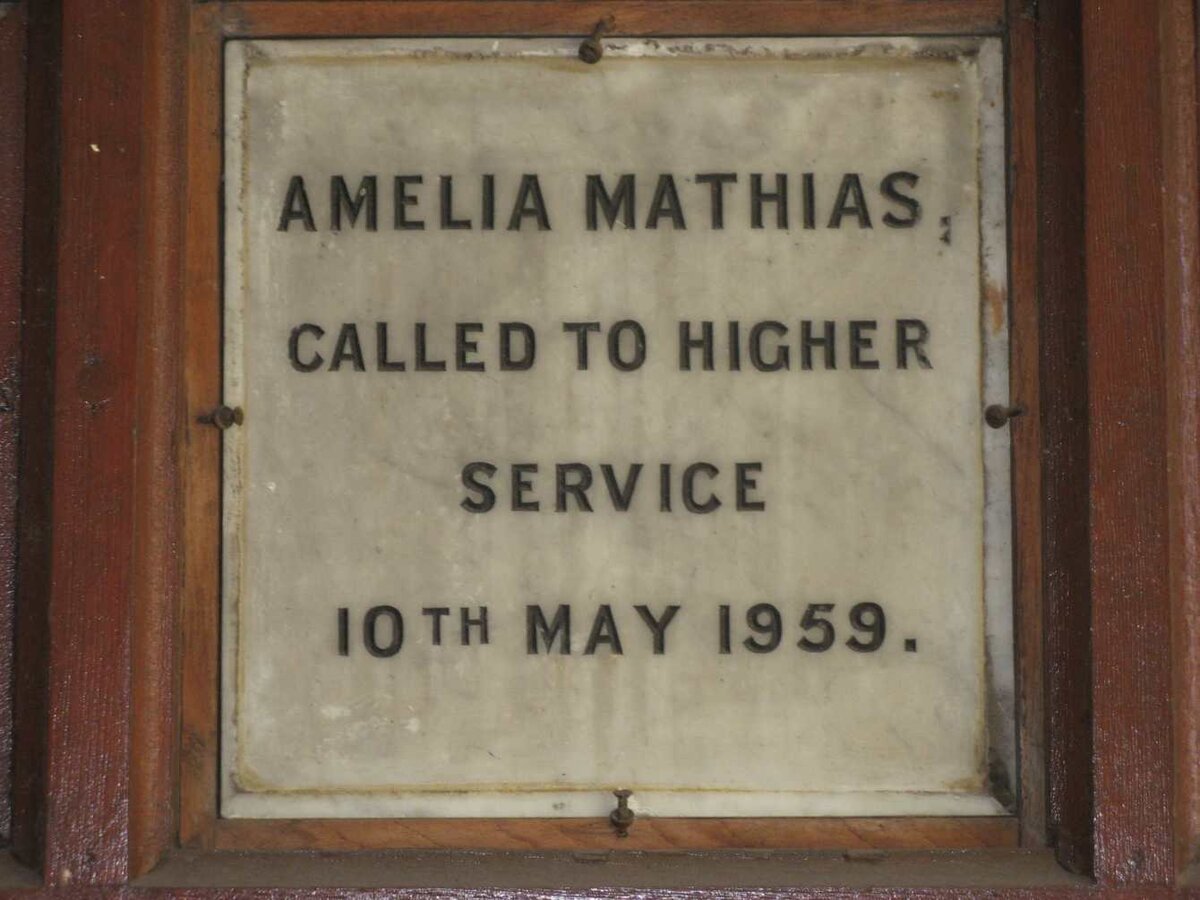 AMELIA MATHIAS,
CALLED TO HIGHER
SERVICE
10TH MAY 1959.